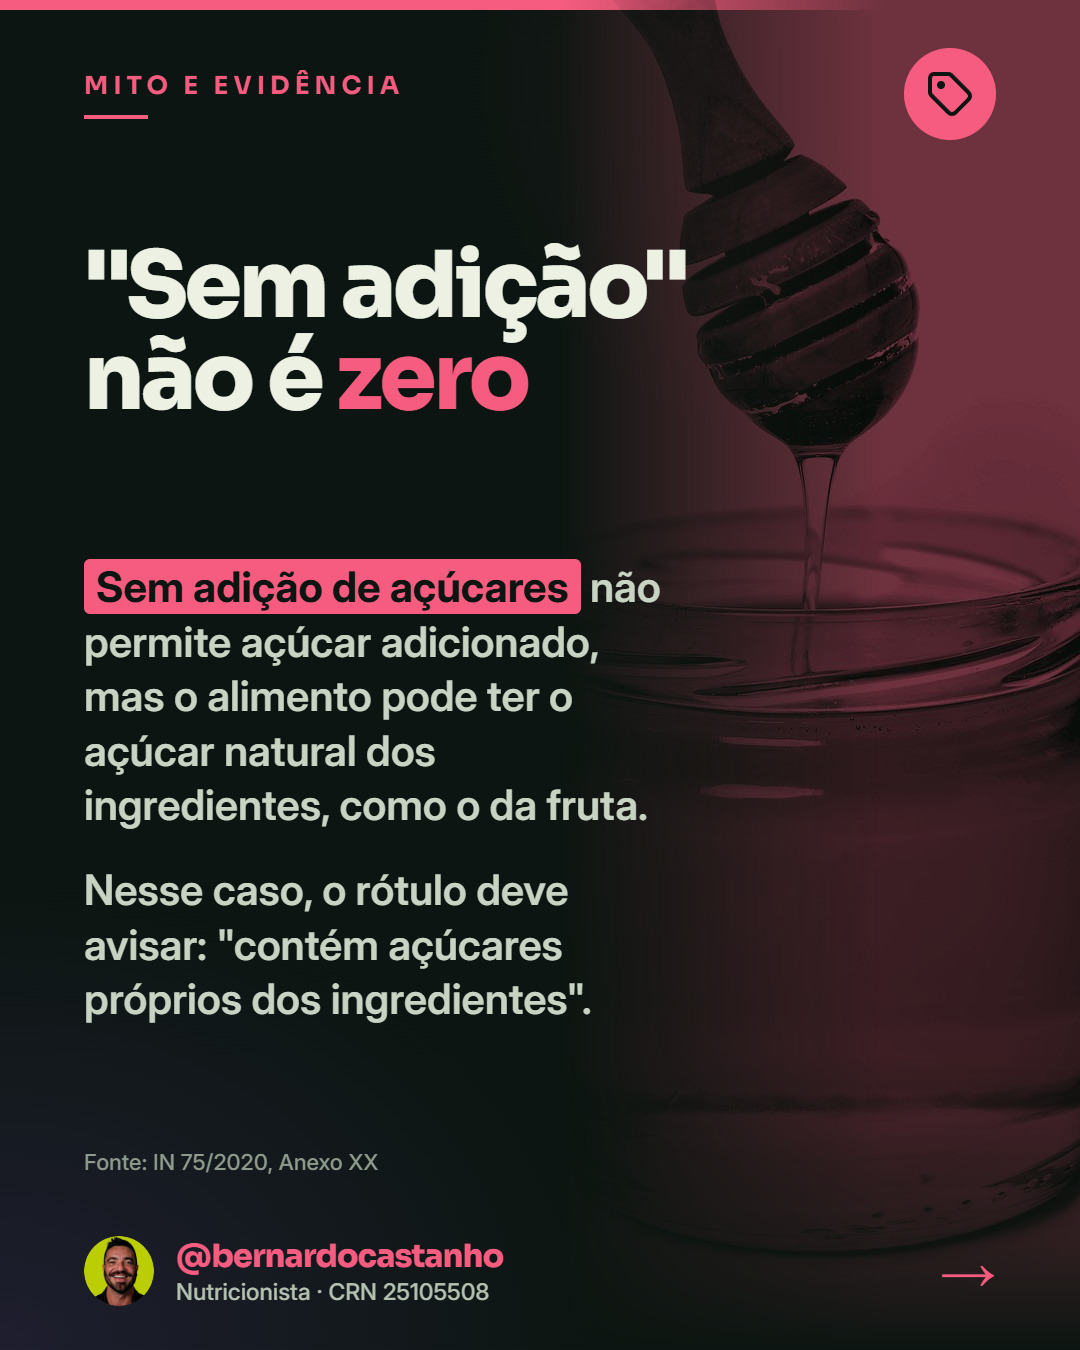 MITO E EVIDÊNCIA
"Sem adição"
não é zero
Sem adição de açúcares não
permite açúcar adicionado,
mas o alimento pode ter o
açúcar natural dos
ingredientes, como o da fruta.
Nesse caso, o rótulo deve
avisar: "contém açúcares
próprios dos ingredientes".
Fonte: IN 75/2020, Anexo XX
@bernardocastanho
Nutricionista · CRN 25105508